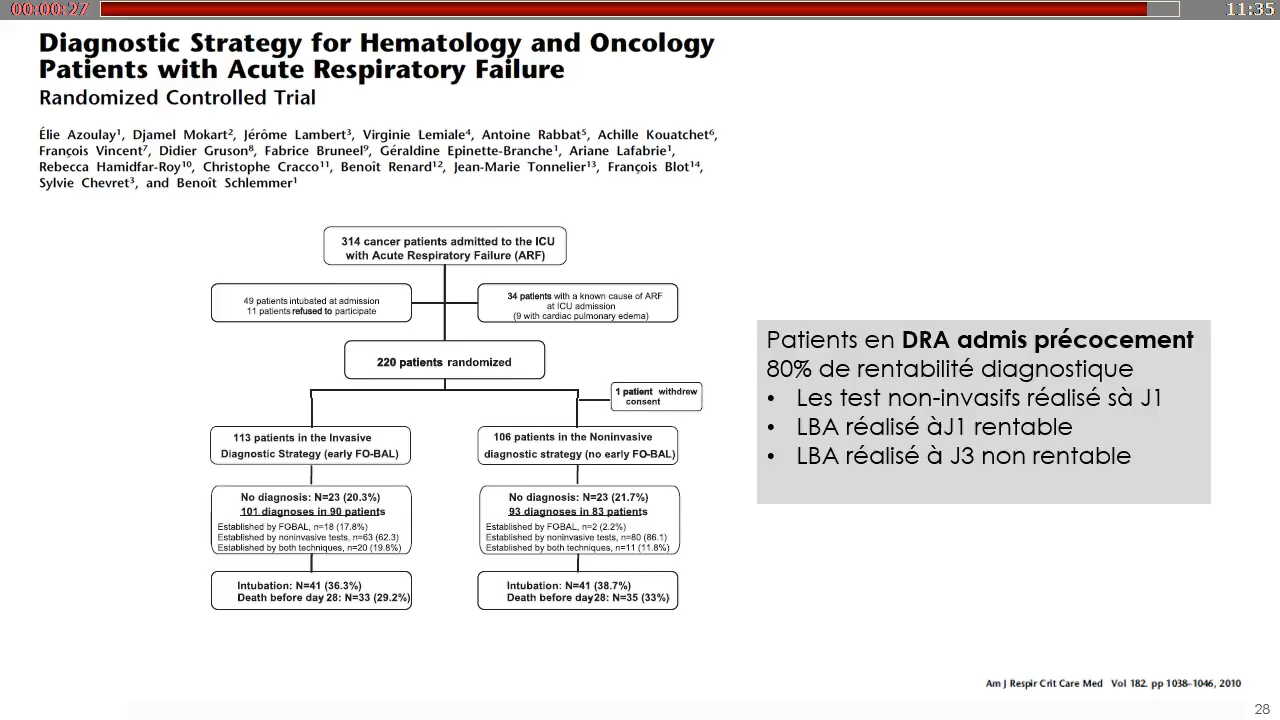 00:00:27
11:35
Diagnostic Strategy for Hematology and Oncology
Patients with Acute Respiratory Failure
Randomized Controlled Trial
Élie Azoulay1, Djamel Mokart2, Jérôme Lambert3, Virginie Lemiale4, Antoine Rabbat5, Achille Kouatchet6,
François Vincent7, Didier Gruson8, Fabrice Bruneel9, Géraldine Epinette-Branche1, Ariane Lafabrie1,
Rebecca Hamidfar-Roy10, Christophe Cracco11, Benoît Renard12, Jean-Marie Tonnelier13, François Blot14,
Sylvie Chevret3, and Benoît Schlemmer1
314 cancer patients admitted to the ICU
with Acute Respiratory Failure (ARF)
49 patients intubated at admission
11 patients refused to participate
34 patients with a known cause of ARF
at ICU admission
(9 with cardiac pulmonary edema)
220 patients randomized
1 patient withdrew
consent
113 patients in the Invasive
Diagnostic Strategy (early FO-BAL)
106 patients in the Noninvasive
diagnostic strategy (no early FO-BAL)
No diagnosis: N=23 (20.3%)
101 diagnoses in 90 patients
Established by FOBAL, n=18 (17.8%)
Established by noninvasive tests, n=63 (62.3)
Established by both techniques, n=20 (19.8%)
No diagnosis: N=23 (21.7%)
93 diagnoses in 83 patients
Established by FOBAL, n=2 (2.2%)
Established by noninvasive tests, n=80 (86.1)
Established by both techniques, n=11 (11.8%)
Intubation: N=41 (36.3%)
Death before day 28: N=33 (29.2%)
Intubation: N=41 (38.7%)
Death before day28: N=35 (33%)
Patients en DRA admis précocement
80% de rentabilité diagnostique
• Les test non-invasifs réalisé sà J1
• LBA réalisé àJ1 rentable
• LBA réalisé à J3 non rentable
Am J Respir Crit Care Med Vol 182. pp 1038–1046, 2010
28